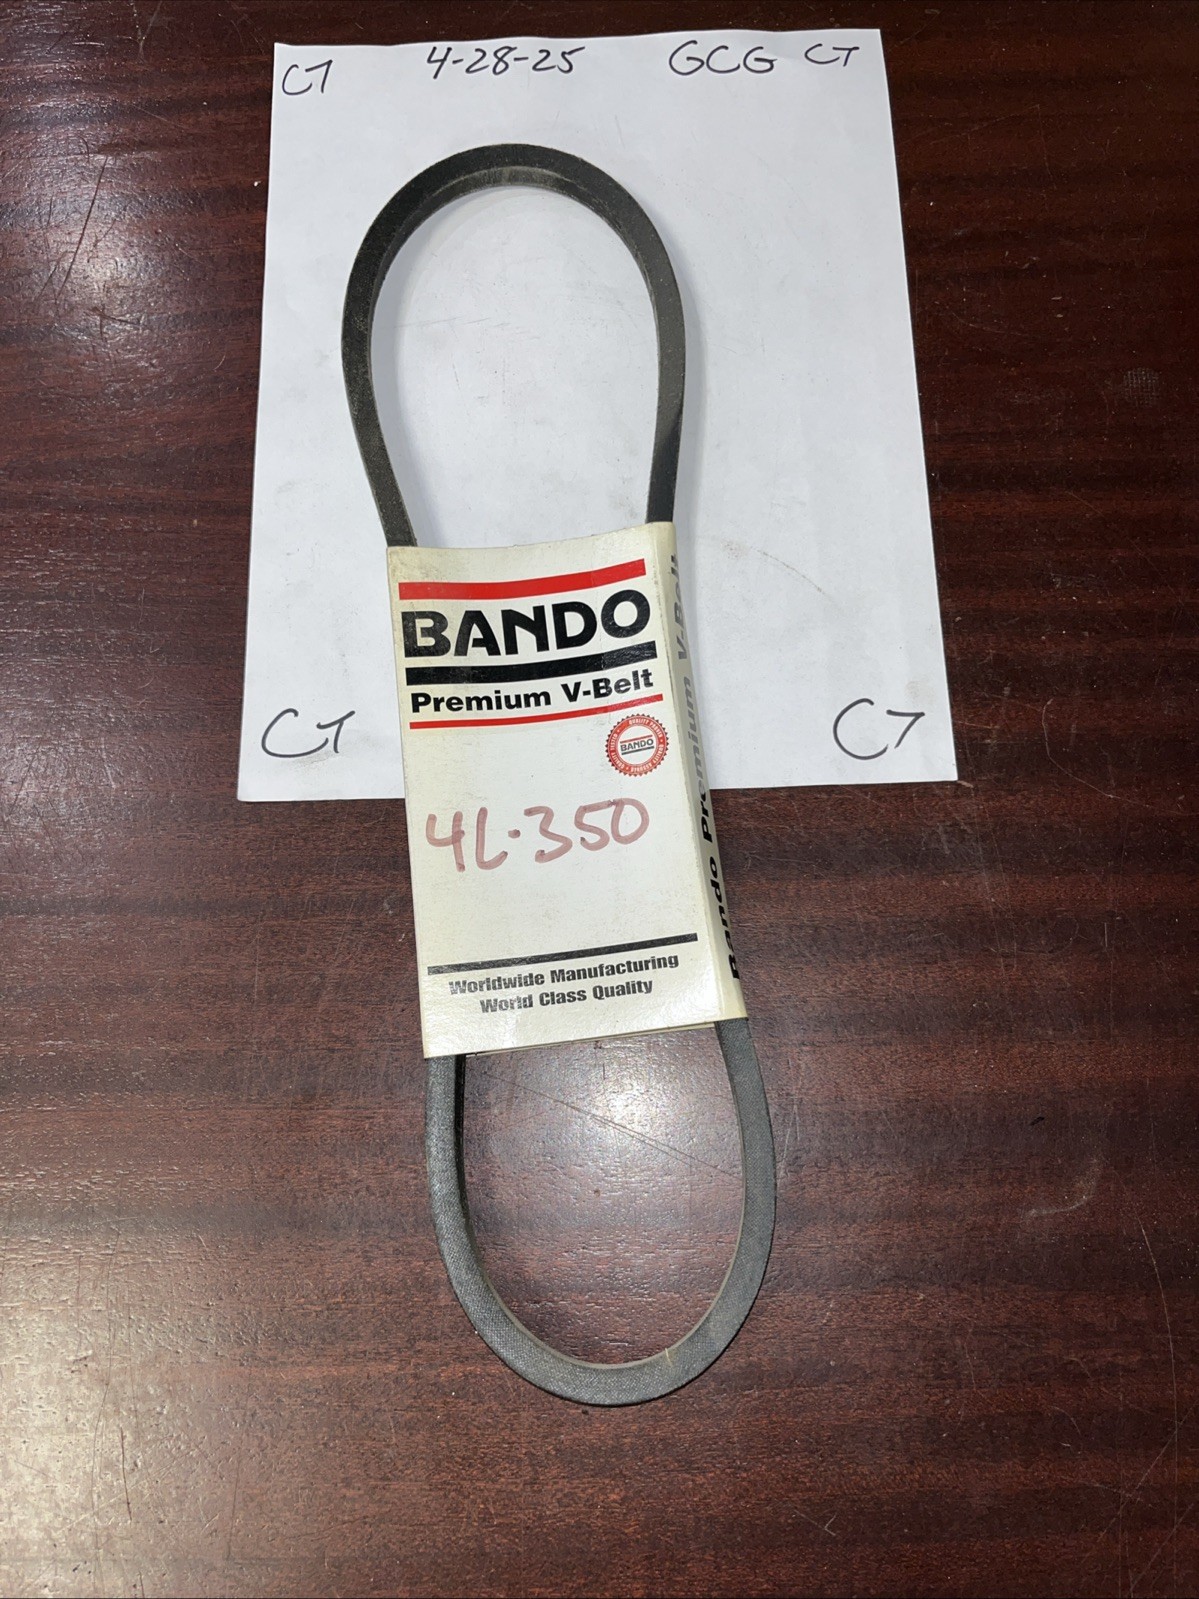 CT 4-28-25 GCG CT
BANDO
Premium V-Belt
BANDO
4L-350
Worldwide Manufacturing
World Class Quality
Bando Premium V-Belt
CT
CT